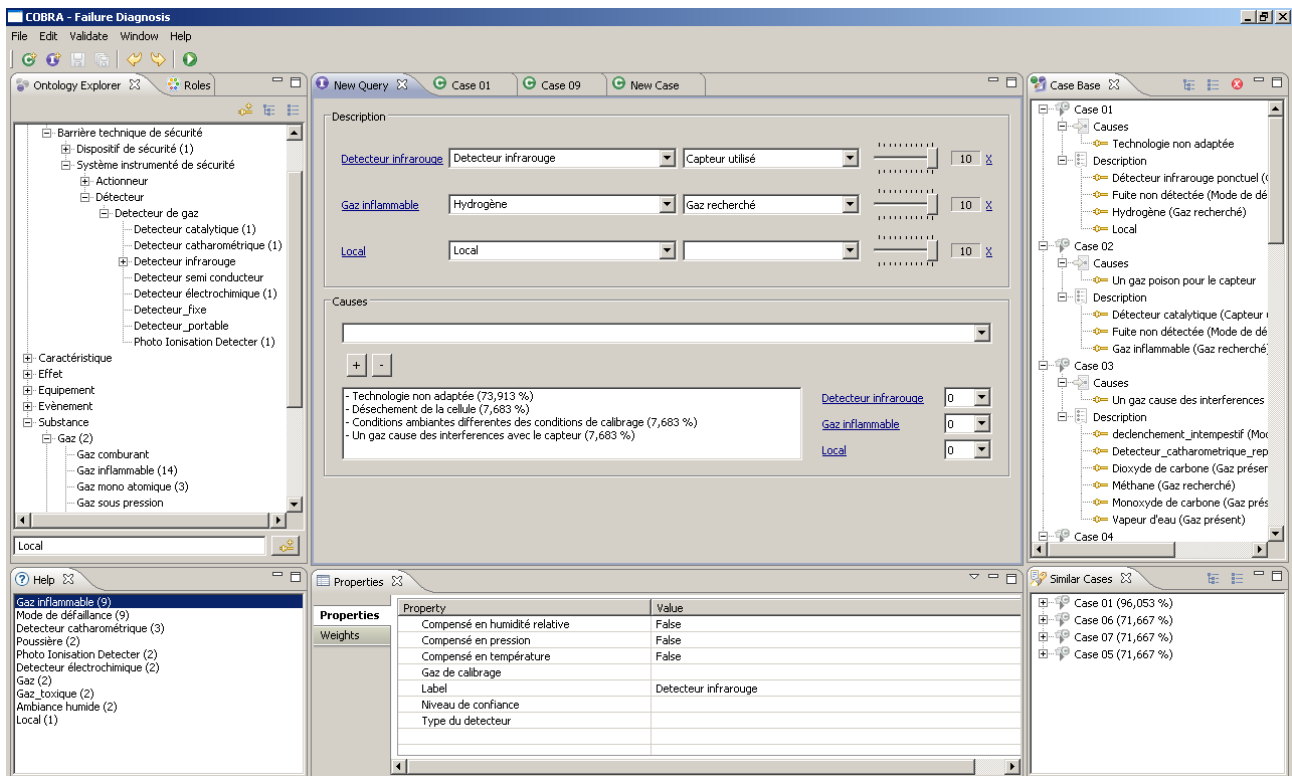 COBRA - Failure Diagnosis
File Edit Validate Window Help
Ontology Explorer
Roles
Barrière technique de sécurité
Dispositif de sécurité (1)
Système instrumenté de sécurité
Actionneur
Détecteur
Detecteur de gaz
Detecteur catalytique (1)
Detecteur catharométrique (1)
Detecteur infrarouge
Detecteur semi conducteur
Detecteur électrochimique (1)
Detecteur_fixe
Detecteur_portable
Photo Ionisation Detecter (1)
Caractéristique
Effet
Equipement
Evènement
Substance
Gaz (2)
Gaz comburant
Gaz inflammable (14)
Gaz mono atomique (3)
Gaz sous pression
Local
New Query
Case 01
Case 09
New Case
Description
Detecteur infrarouge Detecteur infrarouge Capteur utilisé 10 X
Gaz inflammable Hydrogène Gaz recherché 10 X
Local Local 10 X
Causes
+ -
- Technologie non adaptée (73,913 %)
- Désechement de la cellule (7,683 %)
- Conditions ambiantes differentes des conditions de calibrage (7,683 %)
- Un gaz cause des interferences avec le capteur (7,683 %)
Detecteur infrarouge 0
Gaz inflammable 0
Local 0
Case Base
Case 01
Causes
Technologie non adaptée
Description
Détecteur infrarouge ponctuel (
Fuite non détectée (Mode de dé
Hydrogène (Gaz recherché)
Local
Case 02
Causes
Un gaz poison pour le capteur
Description
Détecteur catalytique (Capteur
Fuite non détectée (Mode de dé
Gaz inflammable (Gaz recherché)
Case 03
Causes
Un gaz cause des interferences
Description
declenchement_intempestif (Mod
Detecteur_catharometrique_rep
Dioxyde de carbone (Gaz présen
Méthane (Gaz recherché)
Monoxyde de carbone (Gaz prés
Vapeur d'eau (Gaz présent)
Case 04
Help
Gaz inflammable (9)
Mode de défaillance (9)
Detecteur catharométrique (3)
Poussière (2)
Photo Ionisation Detecter (2)
Detecteur électrochimique (2)
Gaz (2)
Gaz_toxique (2)
Ambiance humide (2)
Local (1)
Properties
Properties
Weights
Property Value
Compensé en humidité relative False
Compensé en pression False
Compensé en température False
Gaz de calibrage
Label Detecteur infrarouge
Niveau de confiance
Type du detecteur
Similar Cases
Case 01 (96,053 %)
Case 06 (71,667 %)
Case 07 (71,667 %)
Case 05 (71,667 %)